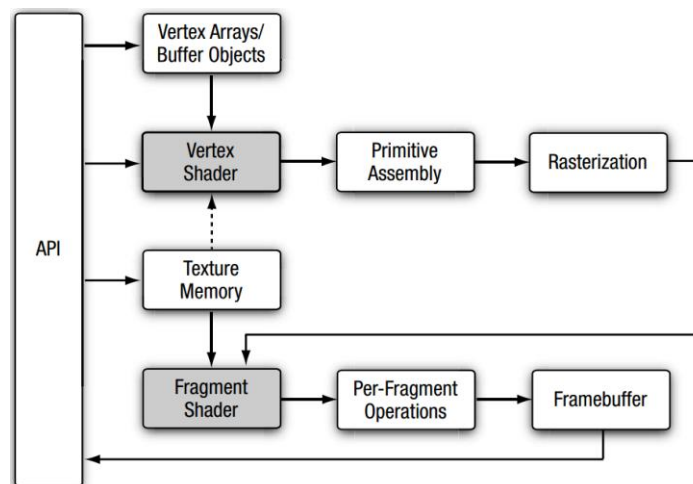 Vertex Arrays/
Buffer Objects
Vertex
Shader
Primitive
Assembly
Rasterization
API
Texture
Memory
Fragment
Shader
Per-Fragment
Operations
Framebuffer